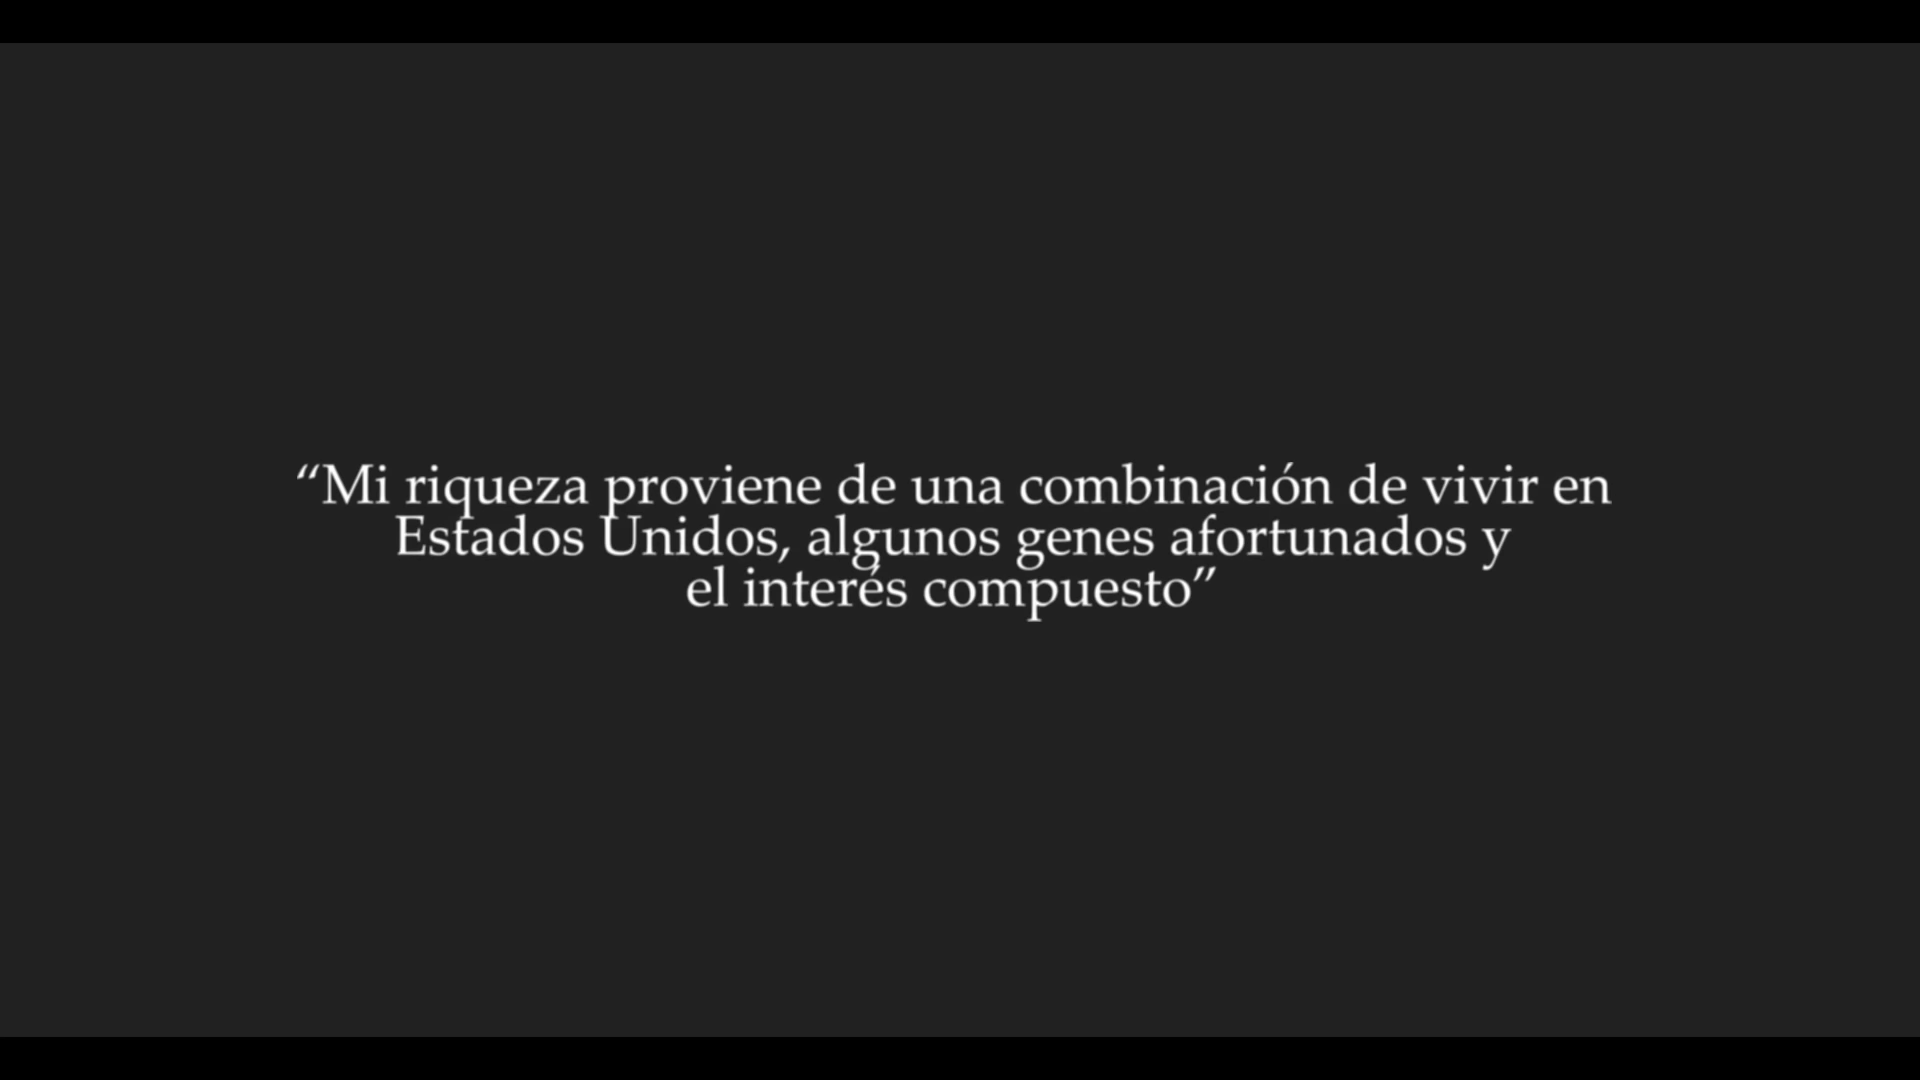 “Mi riqueza proviene de una combinación de vivir en
Estados Unidos, algunos genes afortunados y
el interés compuesto”